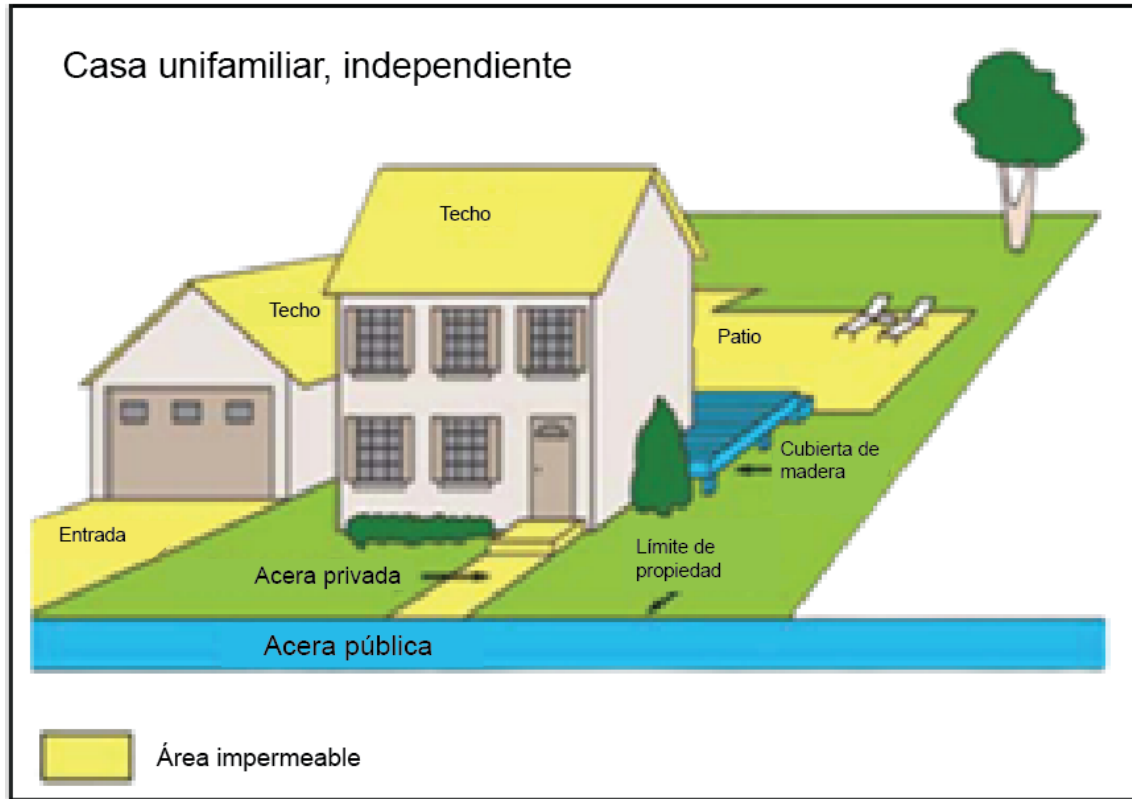 Casa unifamiliar, independiente
Techo
Techo
Patio
Cubierta de
madera
Entrada
Límite de
propiedad
Acera privada
Acera pública
Área impermeable